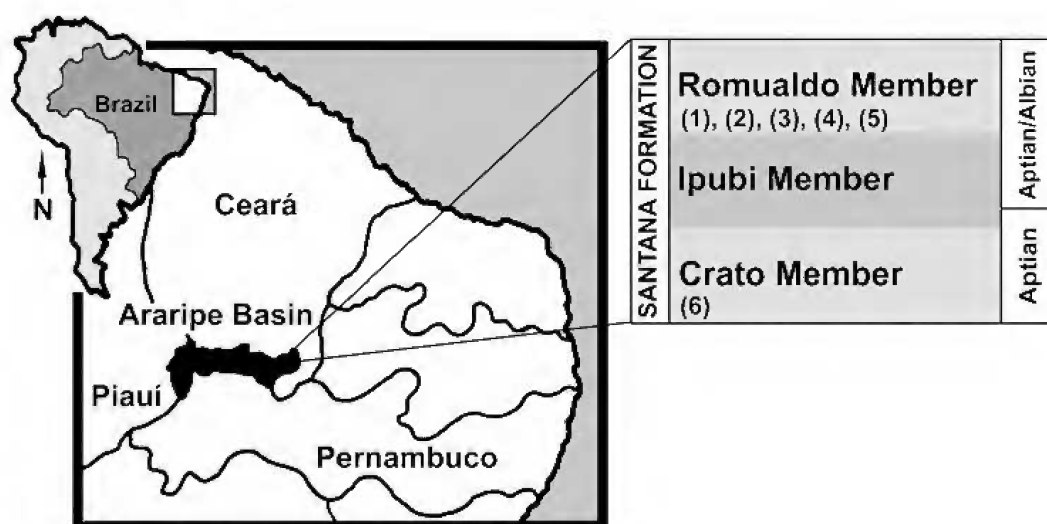 Brazil
N
Ceará
Araripe Basin
Piauí
Pernambuco
SANTANA FORMATION
Romualdo Member
(1), (2), (3), (4), (5)
Ipubi Member
Crato Member
(6)
Aptian/Albian
Aptian